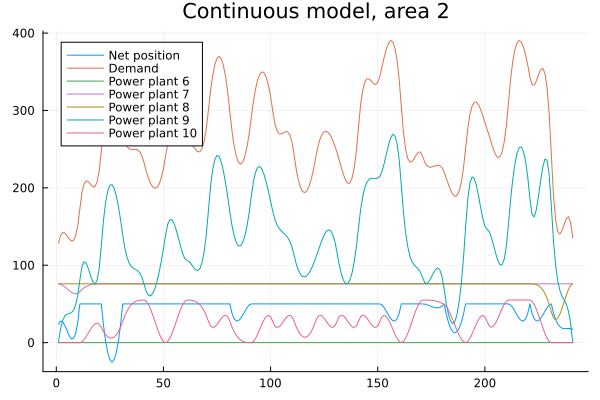 Continuous model, area 2
400
300
200
100
0
Net position
Demand
Power plant 6
Power plant 7
Power plant 8
Power plant 9
Power plant 10
0
50
100
150
200